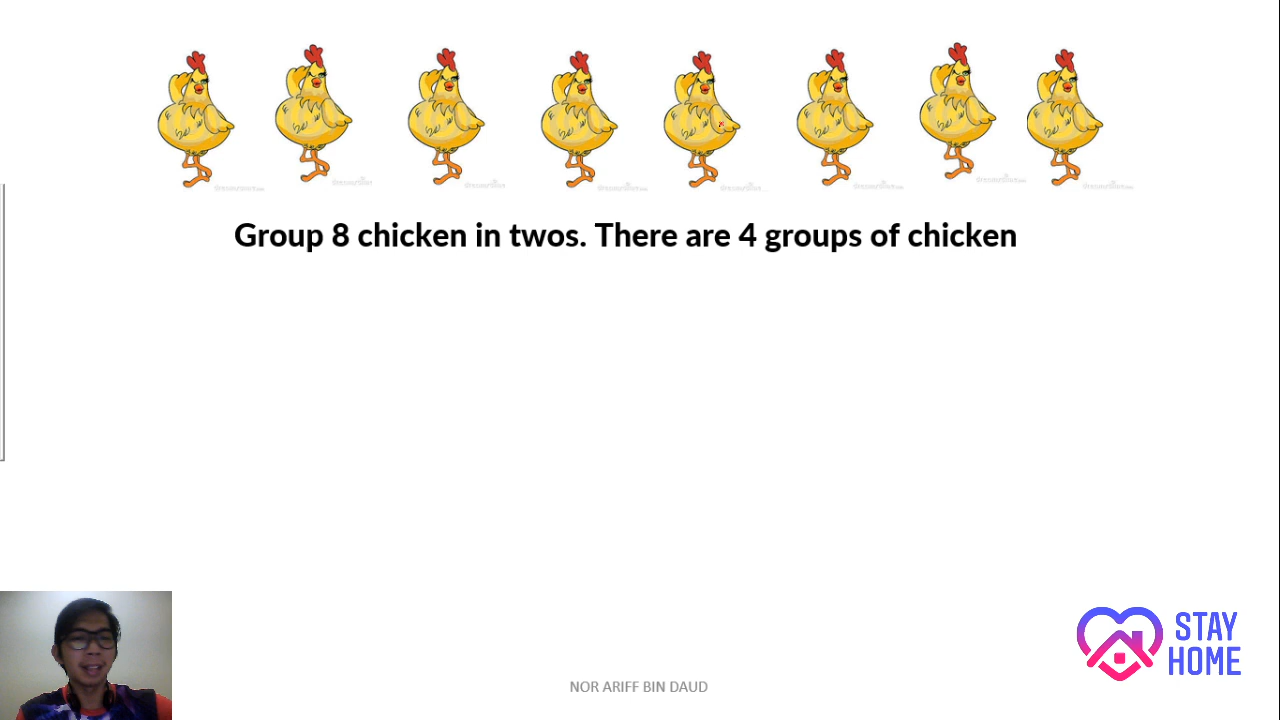 Group 8 chicken in twos. There are 4 groups of chicken
STAY
HOME
NOR ARIFF BIN DAUD